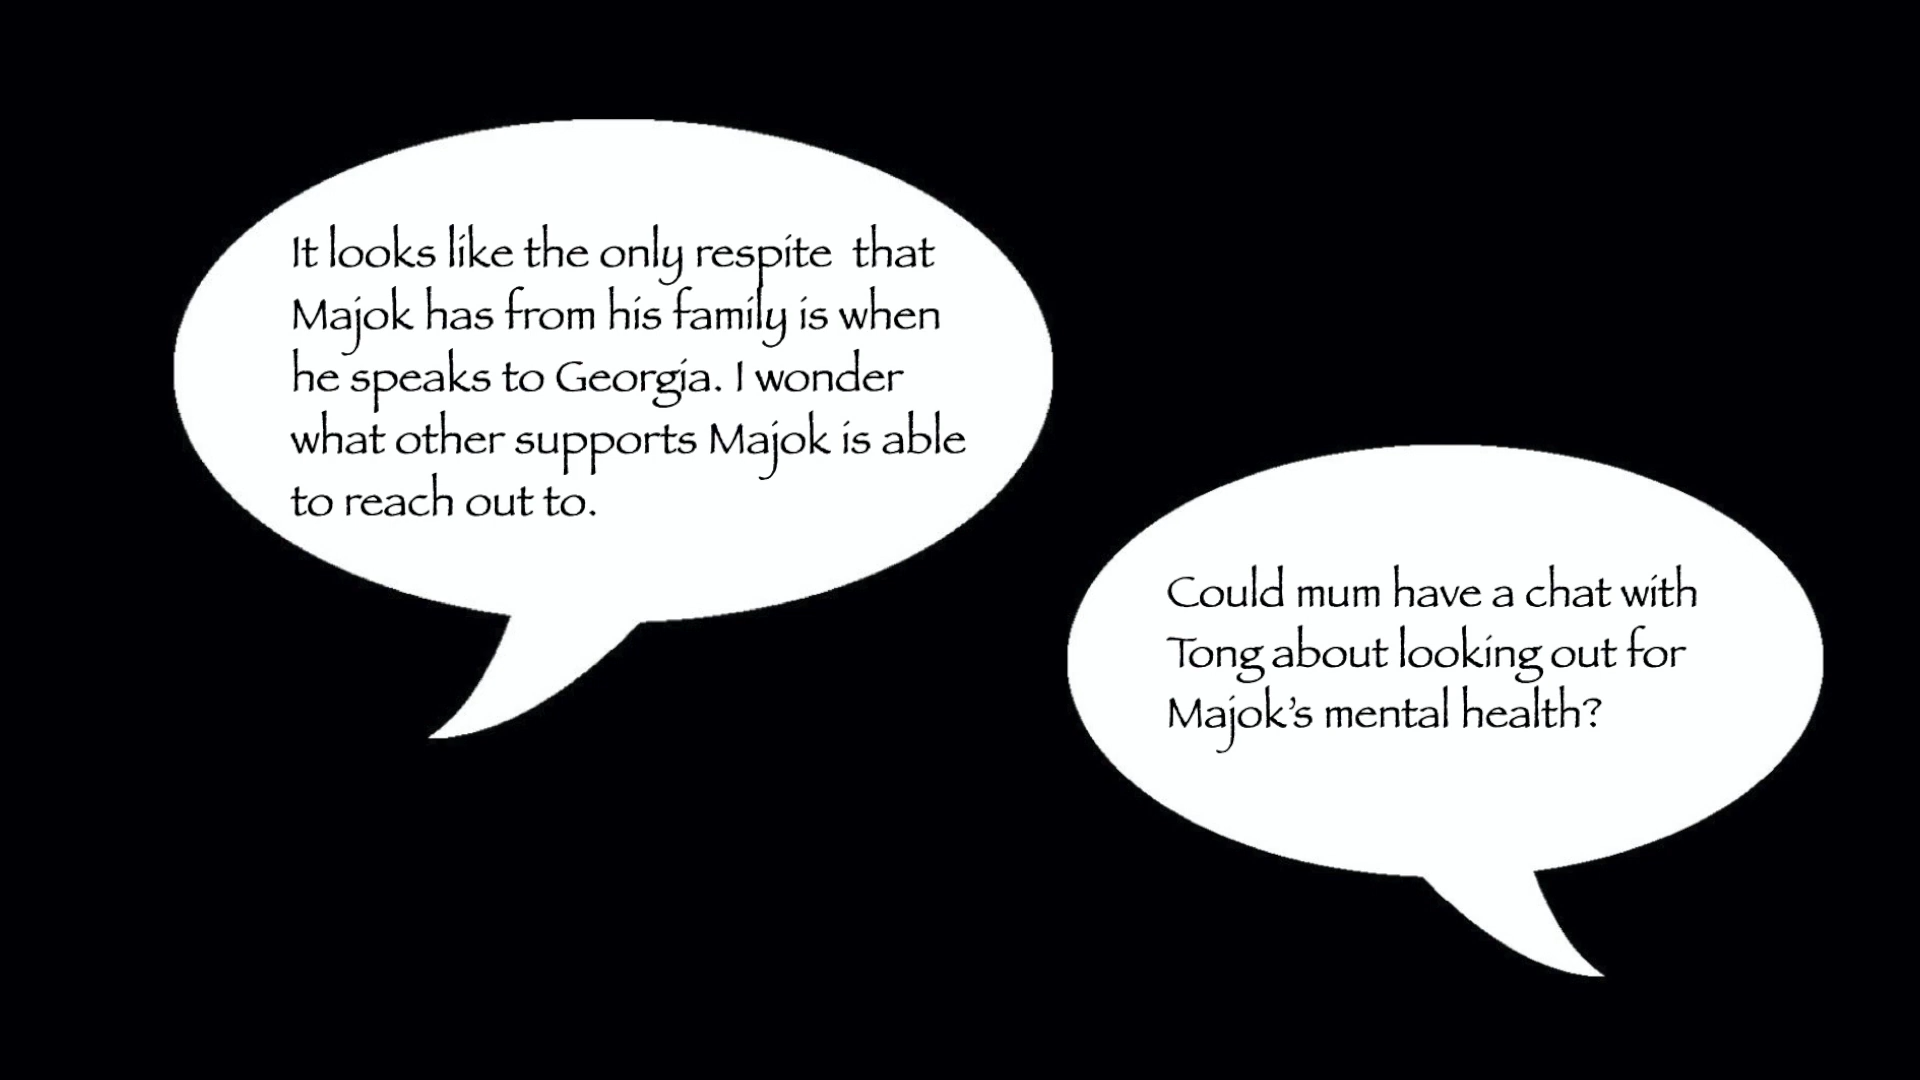 It looks like the only respite that
Majok has from his family is when
he speaks to Georgia. I wonder
what other supports Majok is able
to reach out to.
Could mum have a chat with
Tong about looking out for
Majok’s mental health?